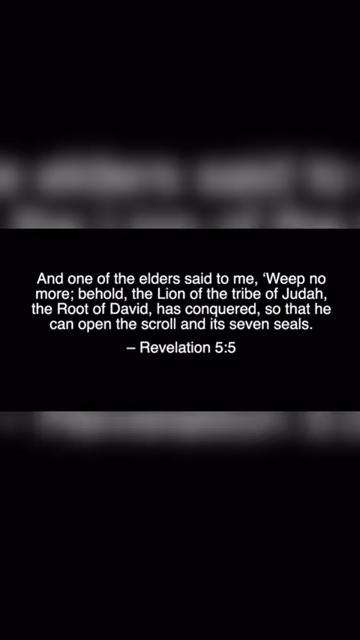 And one of the elders said to me, ‘Weep no
more; behold, the Lion of the tribe of Judah,
the Root of David, has conquered, so that he
can open the scroll and its seven seals.
– Revelation 5:5